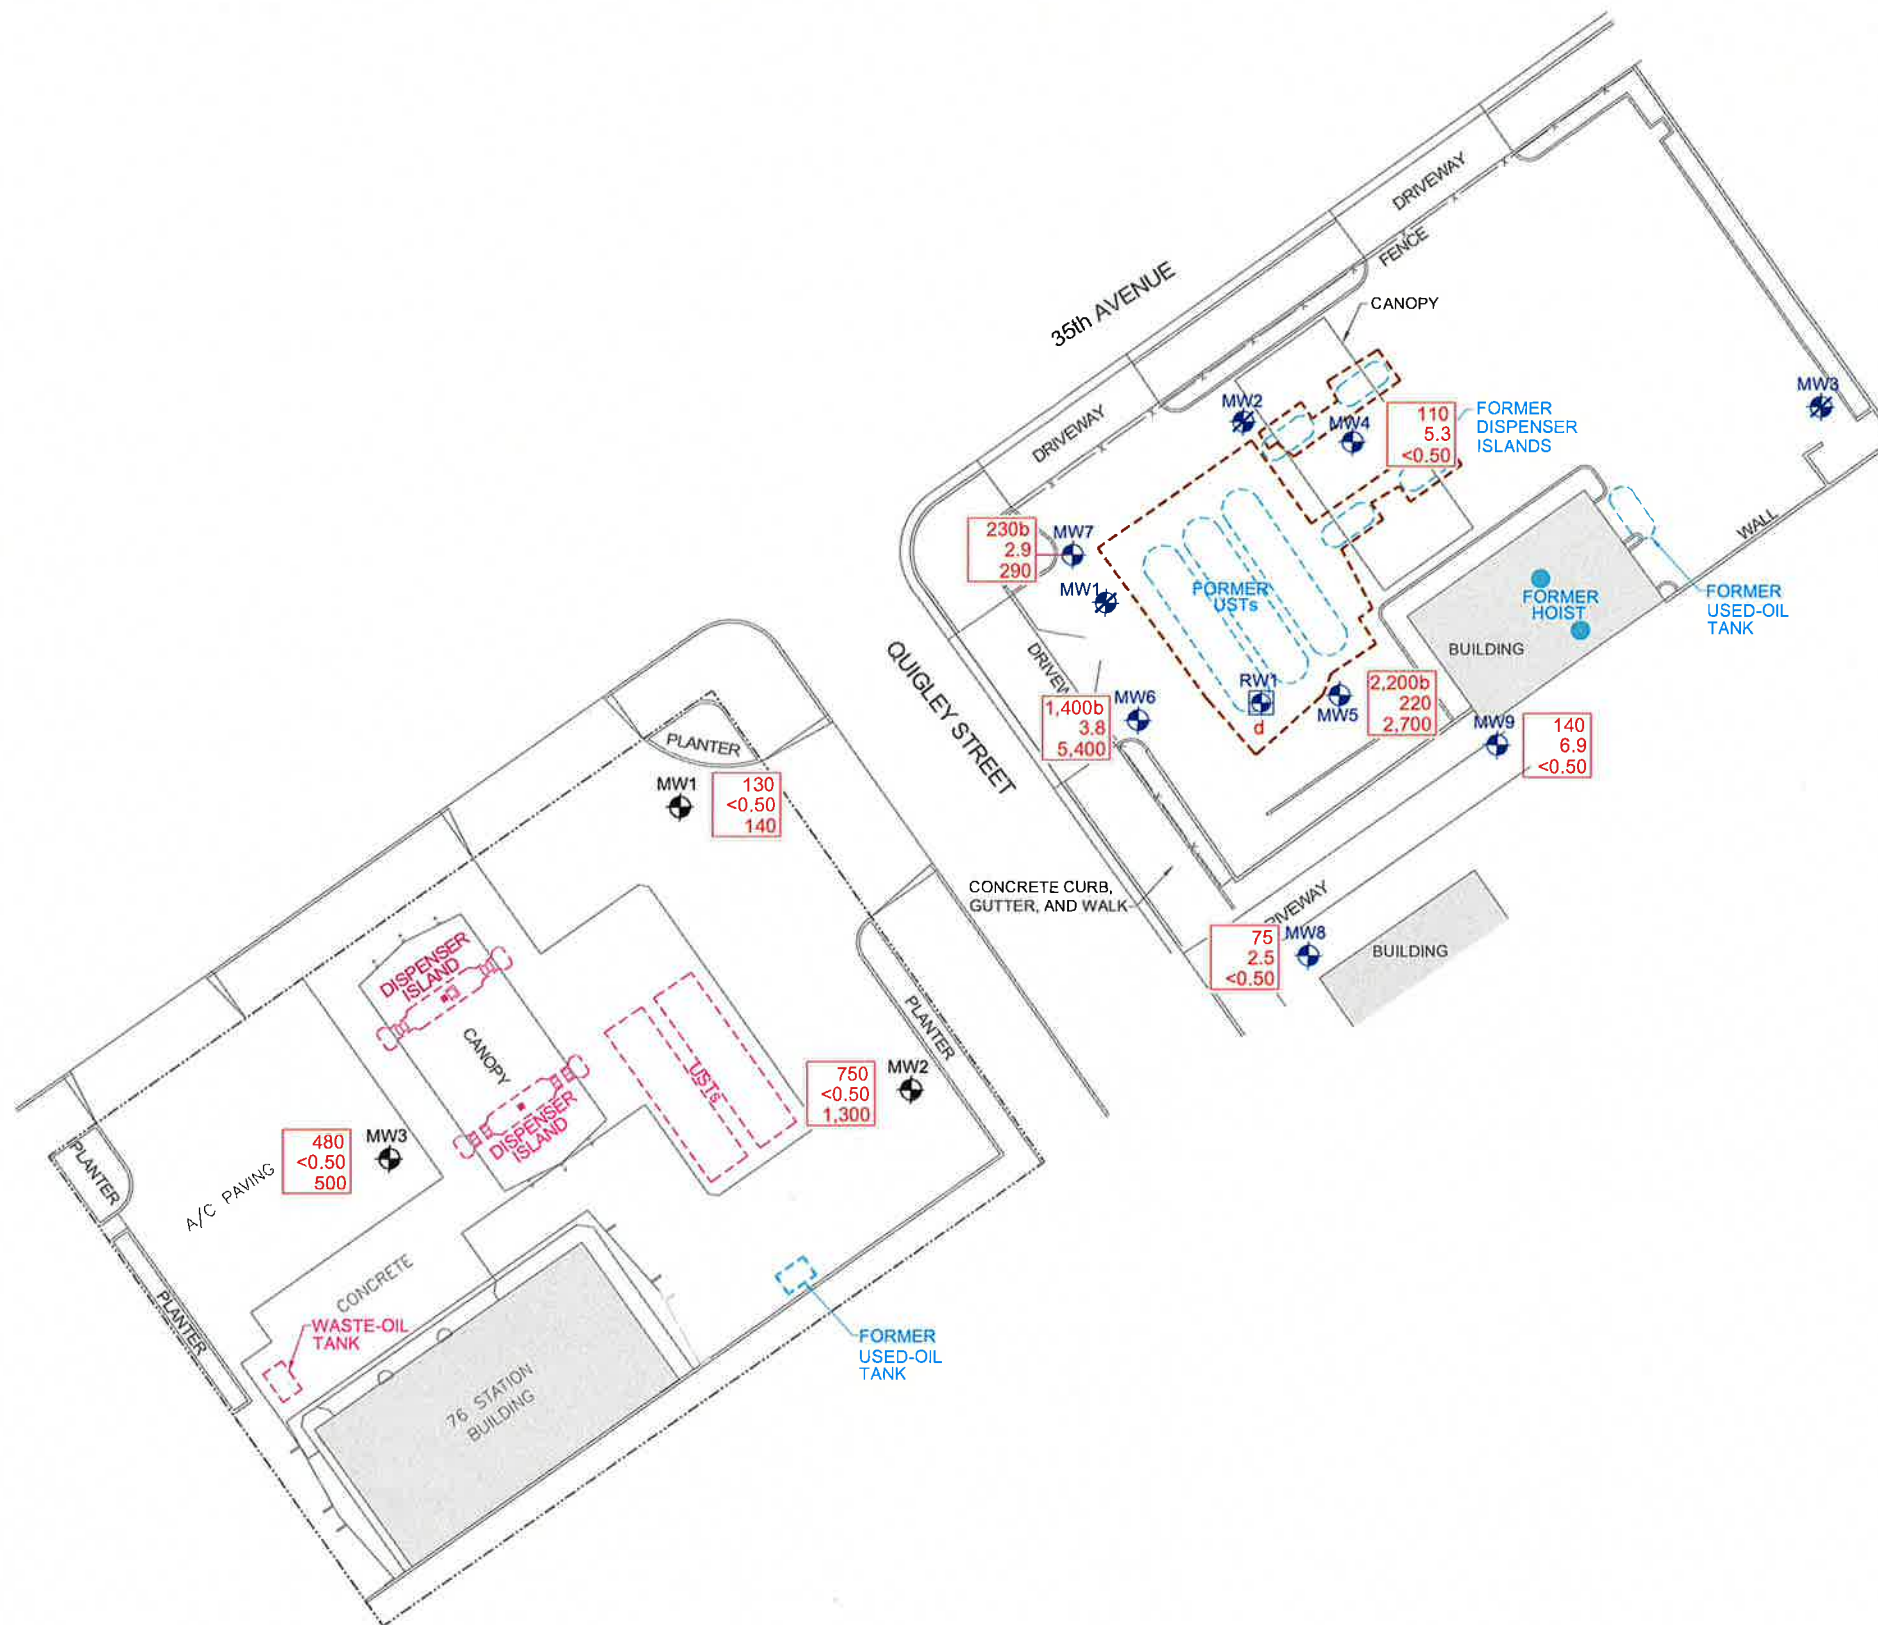 DRIVEWAY
FENCE
35th AVENUE
CANOPY
MW3
MW2
MW4
110
5.3
<0.50
FORMER
DISPENSER
ISLANDS
DRIVEWAY
230b
2.9
290
MW7
MW1
FORMER
USTs
WALL
FORMER
HOIST
FORMER
USED-OIL
TANK
BUILDING
QUIGLEY STREET
1,400b
3.8
5,400
MW6
RW1
d
MW5
2,200b
220
2,700
MW9
140
6.9
<0.50
PLANTER
MW1
130
<0.50
140
CONCRETE CURB,
GUTTER, AND WALK
75
2.5
<0.50
MW8
BUILDING
DISPENSER
ISLAND
CANOPY
DISPENSER
ISLAND
USTs
750
<0.50
1,300
MW2
PLANTER
PLANTER
A/C PAVING
480
<0.50
500
MW3
PLANTER
CONCRETE
WASTE-OIL
TANK
76 STATION
BUILDING
FORMER
USED-OIL
TANK